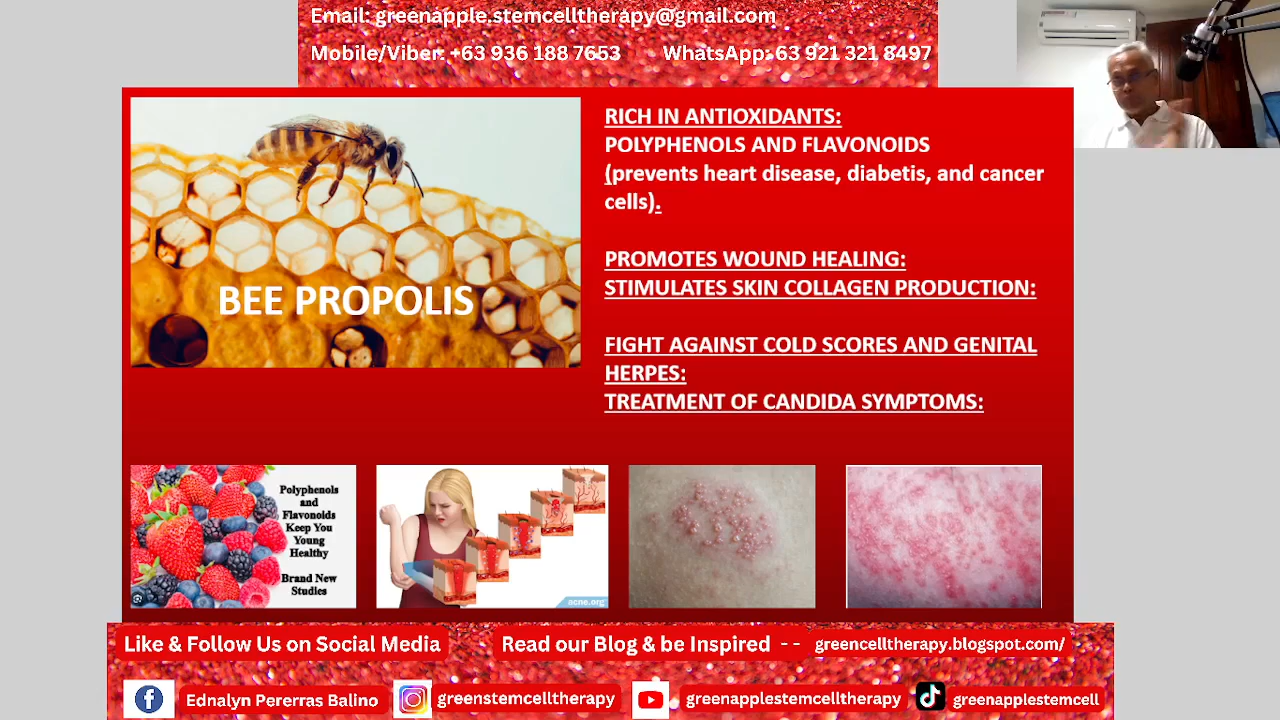 Email: greenapple.stemcelltherapy@gmail.com
Mobile/Viber: +63 936 188 7653 WhatsApp: 63 921 321 8497
BEE PROPOLIS
RICH IN ANTIOXIDANTS:
POLYPHENOLS AND FLAVONOIDS
(prevents heart disease, diabetis, and cancer
cells).
PROMOTES WOUND HEALING:
STIMULATES SKIN COLLAGEN PRODUCTION:
FIGHT AGAINST COLD SCORES AND GENITAL
HERPES:
TREATMENT OF CANDIDA SYMPTOMS:
Polyphenols
and
Flavonoids
Keep You
Young
Healthy
Brand New
Studies
acne.org
Like & Follow Us on Social Media
Read our Blog & be Inspired - - greencelltherapy.blogspot.com/
Ednalyn Pererras Balino
greenstemcelltherapy
greenapplestemcelltherapy
greenapplestemcell